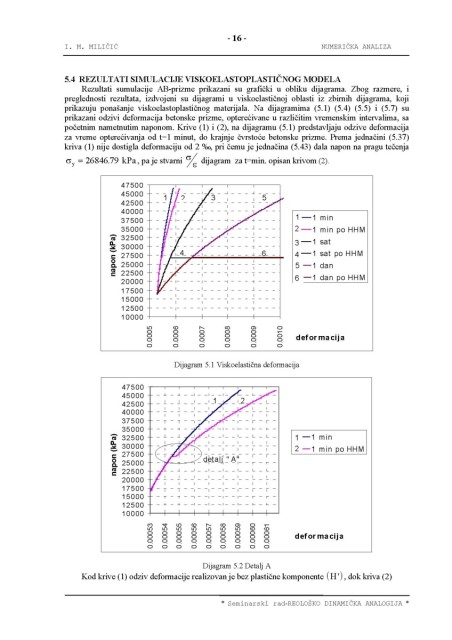 - 16 -
I. M. MILIČIĆ NUMERIČKA ANALIZA
5.4 REZULTATI SIMULACIJE VISKOELASTOPLASTIČNOG MODELA
Rezultati sumulacije AB-prizme prikazani su grafički u obliku dijagrama. Zbog razmere, i
preglednosti rezultata, izdvojeni su dijagrami u viskoelastičnoj oblasti iz zbirnih dijagrama, koji
prikazuju ponašanje viskoelastoplastičnog materijala. Na dijagramima (5.1) (5.4) (5.5) i (5.7) su
prikazani odzivi deformacija betonske prizme, opterećivane u različitim vremenskim intervalima, sa
početnim nametnutim naponom. Krive (1) i (2), na dijagramu (5.1) predstavljaju odzive deformacija
za vreme opterećivanja od t=1 minut, do krajnje čvrstoće betonske prizme. Prema jednačini (5.37)
kriva (1) nije dostigla deformaciju od 2 ‰, pri čemu je jednačina (5.43) dala napon na pragu tečenja
σy = 26846.79 kPa, pa je stvarni σ/ε dijagram za t=min. opisan krivom (2).
47500
42500
40000
37500
35000
32500
30000
27500
25000
22500
20000
17500
15000
12500
10000
napon (kPa)
1 2 3 5
4 6
0.0005 0.0006 0.0007 0.0008 0.0009 0.0010
deformacija
1 1 min
2 1 min po HHM
3 1 sat
4 1 sat po HHM
5 1 dan
6 1 dan po HHM
Dijagram 5.1 Viskoelastična deformacija
47500
45000
42500
40000
37500
35000
32500
30000
27500
25000
22500
20000
17500
15000
12500
10000
napon (kPa)
1 2
detalj " A"
0.00053 0.00054 0.00055 0.00056 0.00057 0.00058 0.00059 0.00060 0.00061
deformacija
1 1 min
2 1 min po HHM
Dijagram 5.2 Detalj A
Kod krive (1) odziv deformacije realizovan je bez plastične komponente (H'), dok kriva (2)
* Seminarski rad-REOLOŠKO DINAMIČKA ANALOGIJA *